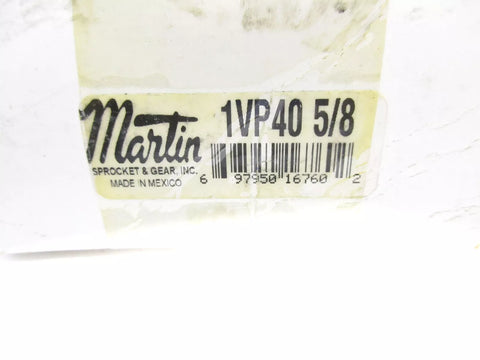 Martin
SPROCKET & GEAR, INC.
MADE IN MEXICO
1VP40 5/8
6 97950 16760 2